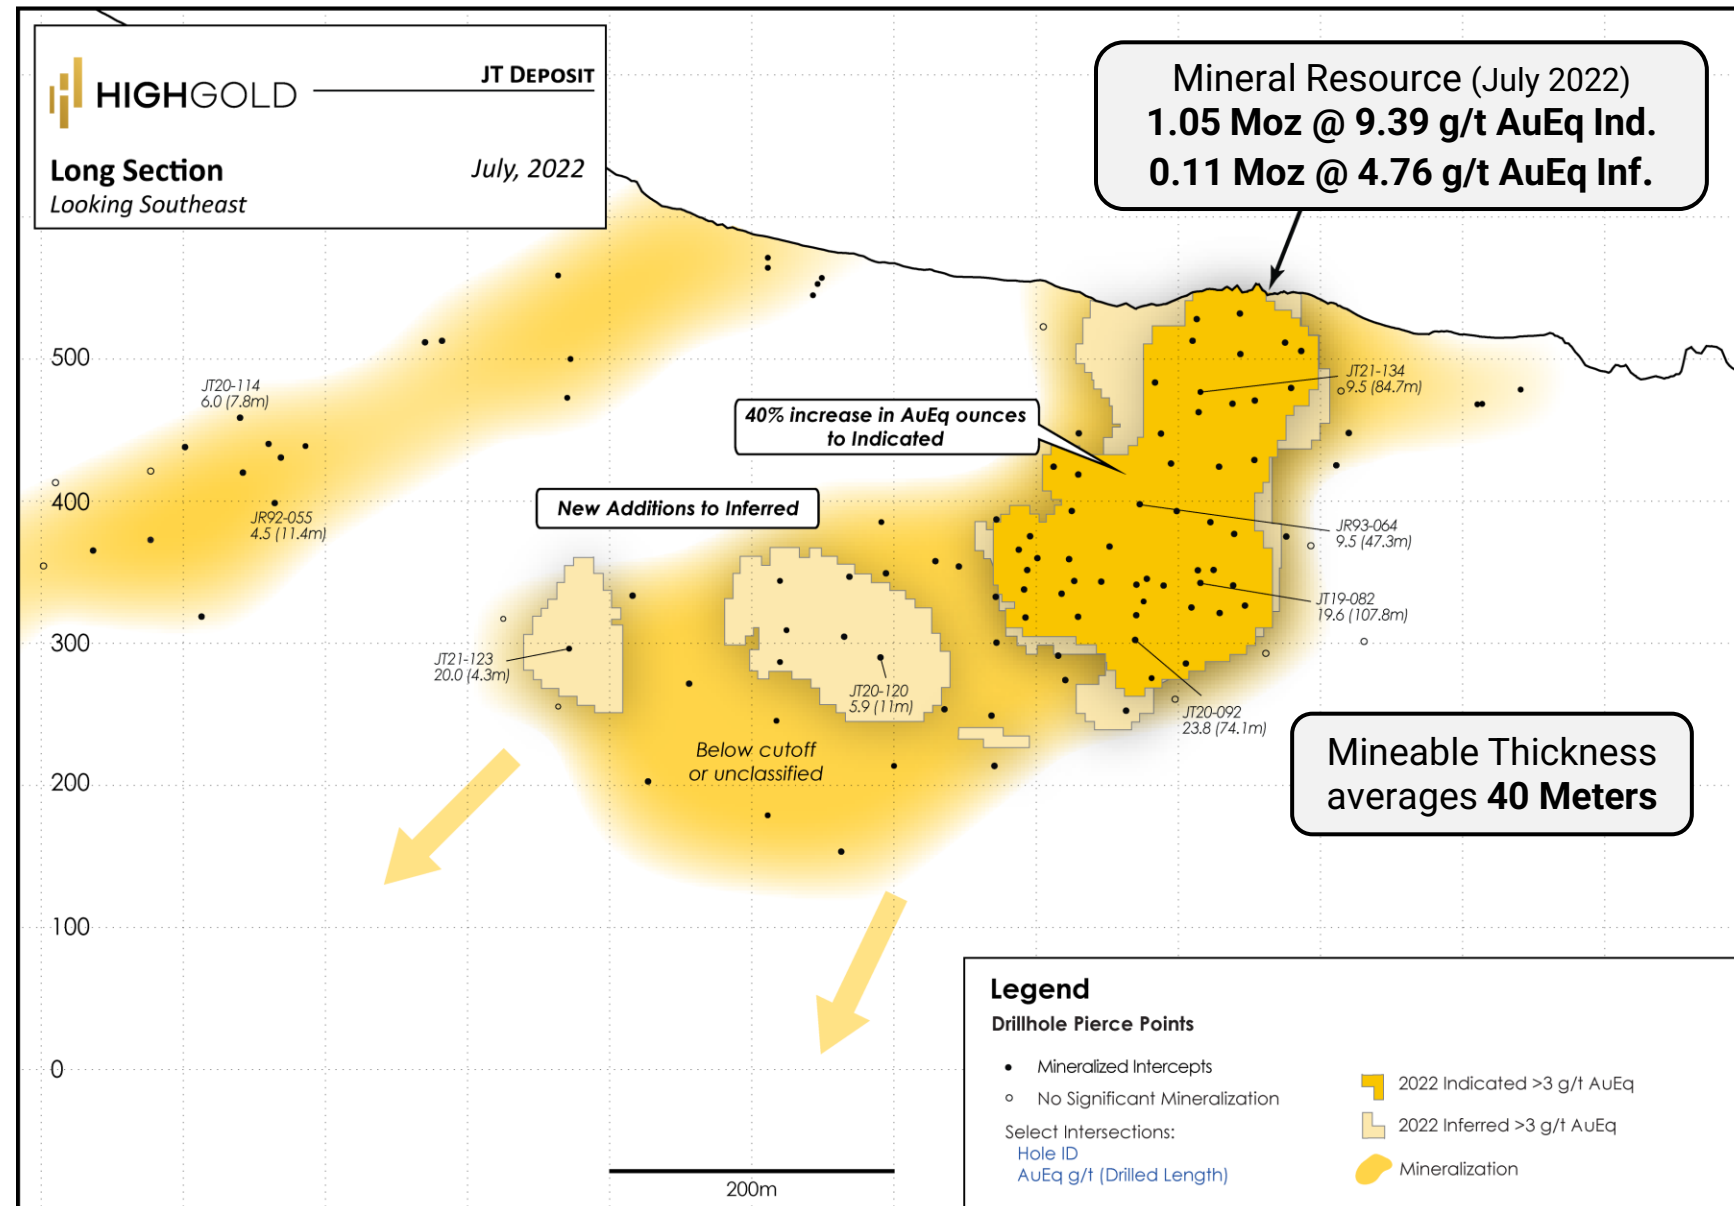 HIGHGOLD
JT DEPOSIT
Long Section
July, 2022
Looking Southeast
Mineral Resource (July 2022)
1.05 Moz @ 9.39 g/t AuEq Ind.
0.11 Moz @ 4.76 g/t AuEq Inf.
500
JT20-114
6.0 (7.8m)
JT21-134
9.5 (84.7m)
40% increase in AuEq ounces
to Indicated
400
New Additions to Inferred
JR92-055
4.5 (11.4m)
JR93-064
9.5 (47.3m)
JT19-082
19.6 (107.8m)
300
JT21-123
20.0 (4.3m)
JT20-120
5.9 (11m)
JT20-092
23.8 (74.1m)
Below cutoff
or unclassified
200
Mineable Thickness
averages 40 Meters
100
0
200m
Legend
Drillhole Pierce Points
Mineralized Intercepts
No Significant Mineralization
Select Intersections:
Hole ID
AuEq g/t (Drilled Length)
2022 Indicated >3 g/t AuEq
2022 Inferred >3 g/t AuEq
Mineralization